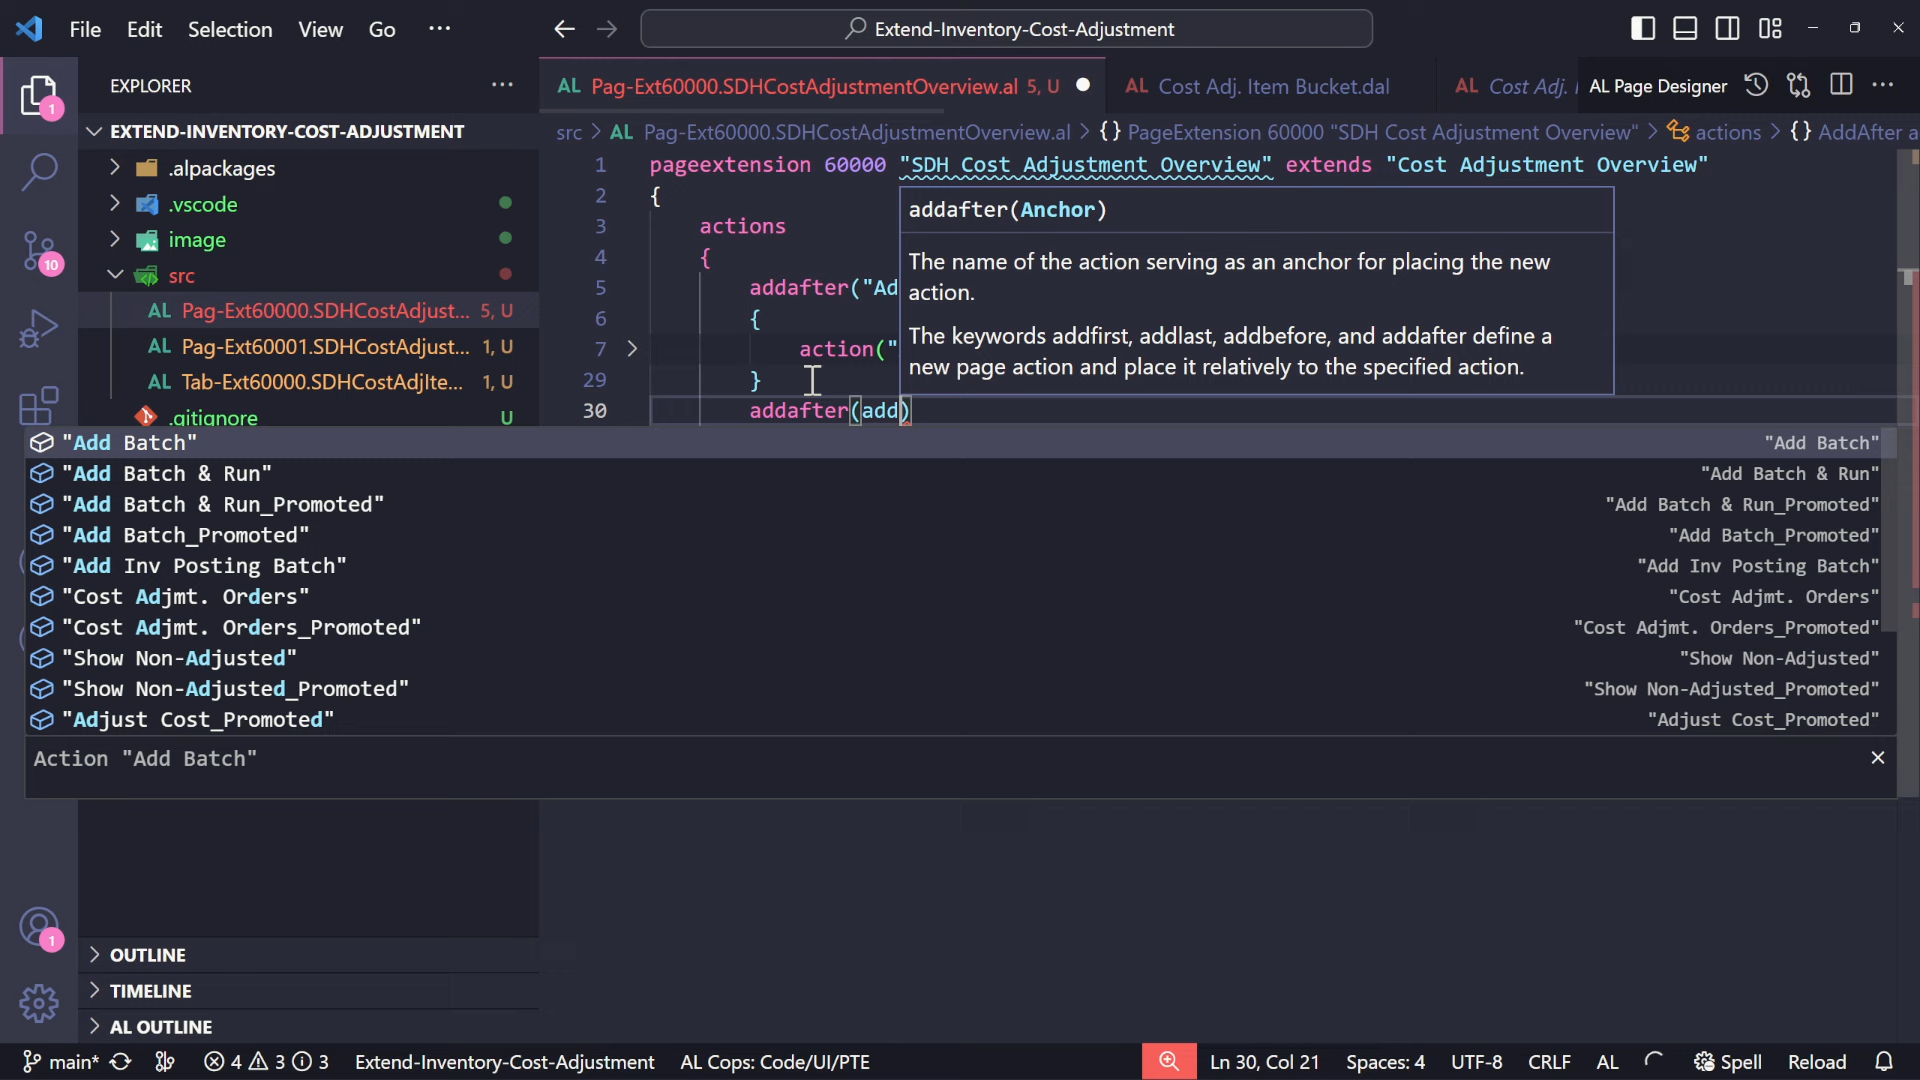 File Edit Selection View Go ···
Extend-Inventory-Cost-Adjustment
EXPLORER
AL Pag-Ext60000.SDHCostAdjustmentOverview.al 5, U
AL Cost Adj. Item Bucket.dal
AL Cost Adj.
AL Page Designer
src > AL Pag-Ext60000.SDHCostAdjustmentOverview.al > {} PageExtension 60000 "SDH Cost Adjustment Overview" > actions > {} AddAfter a
EXTEND-INVENTORY-COST-ADJUSTMENT
.alpackages
.vscode
image
src
AL Pag-Ext60000.SDHCostAdjust... 5, U
AL Pag-Ext60001.SDHCostAdjust... 1, U
AL Tab-Ext60000.SDHCostAdjIte... 1, U
.gitignore U
1
10
1 pageextension 60000 "SDH Cost Adjustment Overview" extends "Cost Adjustment Overview"
2 {
3 actions
4 {
5 addafter("Ad
6 {
7 action("
29 }
30 addafter(add)
addafter(Anchor)
The name of the action serving as an anchor for placing the new
action.
The keywords addfirst, addlast, addbefore, and addafter define a
new page action and place it relatively to the specified action.
"Add Batch" "Add Batch"
"Add Batch & Run" "Add Batch & Run"
"Add Batch & Run_Promoted" "Add Batch & Run_Promoted"
"Add Batch_Promoted" "Add Batch_Promoted"
"Add Inv Posting Batch" "Add Inv Posting Batch"
"Cost Adjmt. Orders" "Cost Adjmt. Orders"
"Cost Adjmt. Orders_Promoted" "Cost Adjmt. Orders_Promoted"
"Show Non-Adjusted" "Show Non-Adjusted"
"Show Non-Adjusted_Promoted" "Show Non-Adjusted_Promoted"
"Adjust Cost_Promoted" "Adjust Cost_Promoted"
Action "Add Batch"
1
OUTLINE
TIMELINE
AL OUTLINE
main* 4 3 3 Extend-Inventory-Cost-Adjustment AL Cops: Code/UI/PTE Ln 30, Col 21 Spaces: 4 UTF-8 CRLF AL Spell Reload